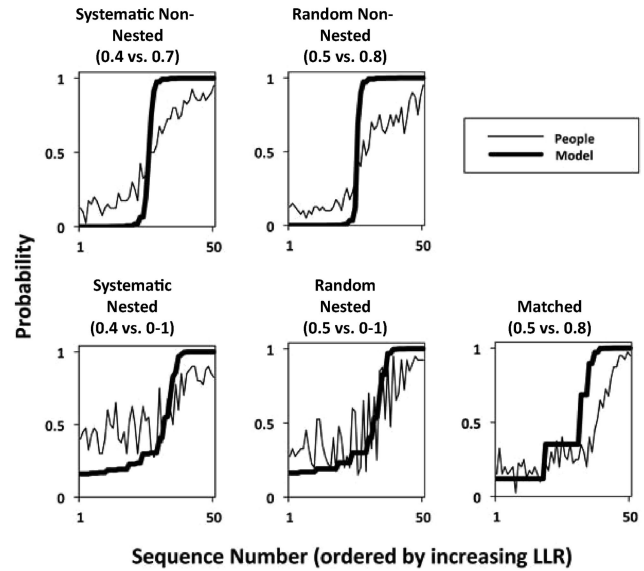 Systematic Non-
Nested
(0.4 vs. 0.7)
Random Non-
Nested
(0.5 vs. 0.8)
1
0.5
0
1
50
1
0.5
0
1
50
People
Model
Probability
Systematic
Nested
(0.4 vs. 0-1)
Random
Nested
(0.5 vs. 0-1)
Matched
(0.5 vs. 0.8)
1
0.5
0
1
50
1
0.5
0
1
50
1
0.5
0
1
50
Sequence Number (ordered by increasing LLR)